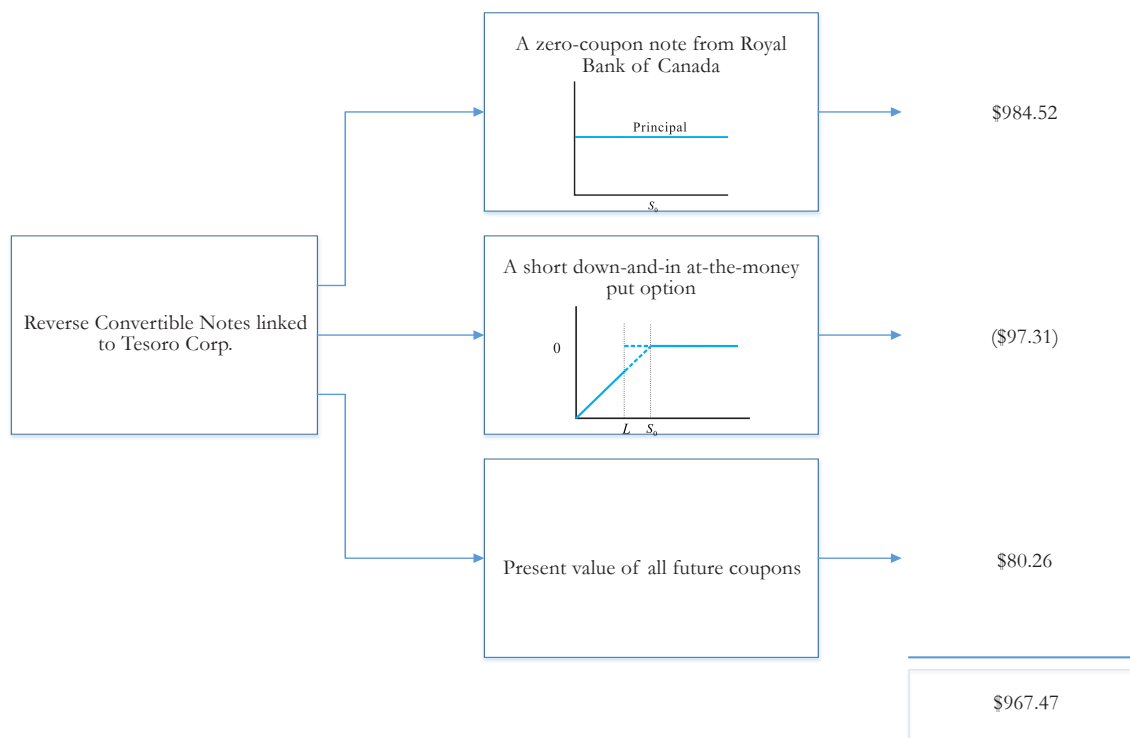 A zero-coupon note from Royal
Bank of Canada
Principal
S₀
$984.52
Reverse Convertible Notes linked
to Tesoro Corp.
A short down-and-in at-the-money
put option
0
L S₀
($97.31)
Present value of all future coupons
$80.26
$967.47